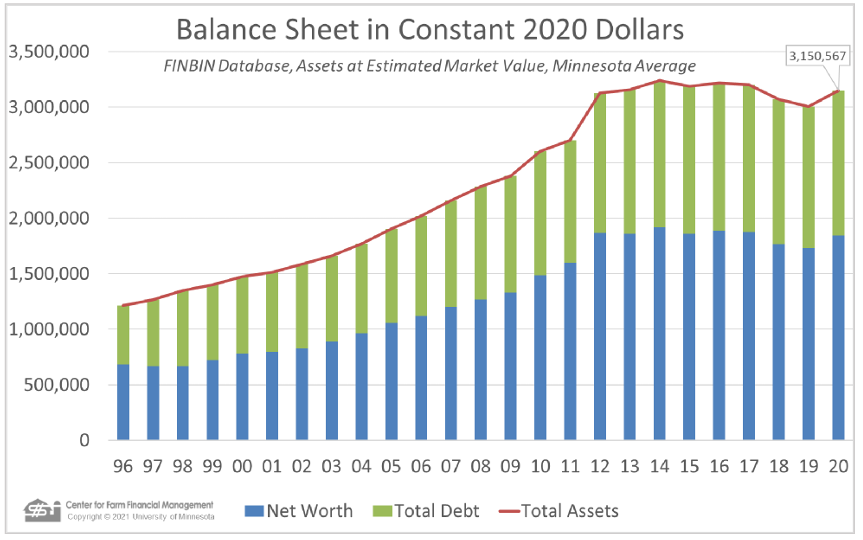 Balance Sheet in Constant 2020 Dollars
FINBIN Database, Assets at Estimated Market Value, Minnesota Average
3,150,567
3,500,000
3,000,000
2,500,000
2,000,000
1,500,000
1,000,000
500,000
0
96 97 98 99 00 01 02 03 04 05 06 07 08 09 10 11 12 13 14 15 16 17 18 19 20
Center for Farm Financial Management
Copyright © 2021 University of Minnesota
Net Worth Total Debt Total Assets